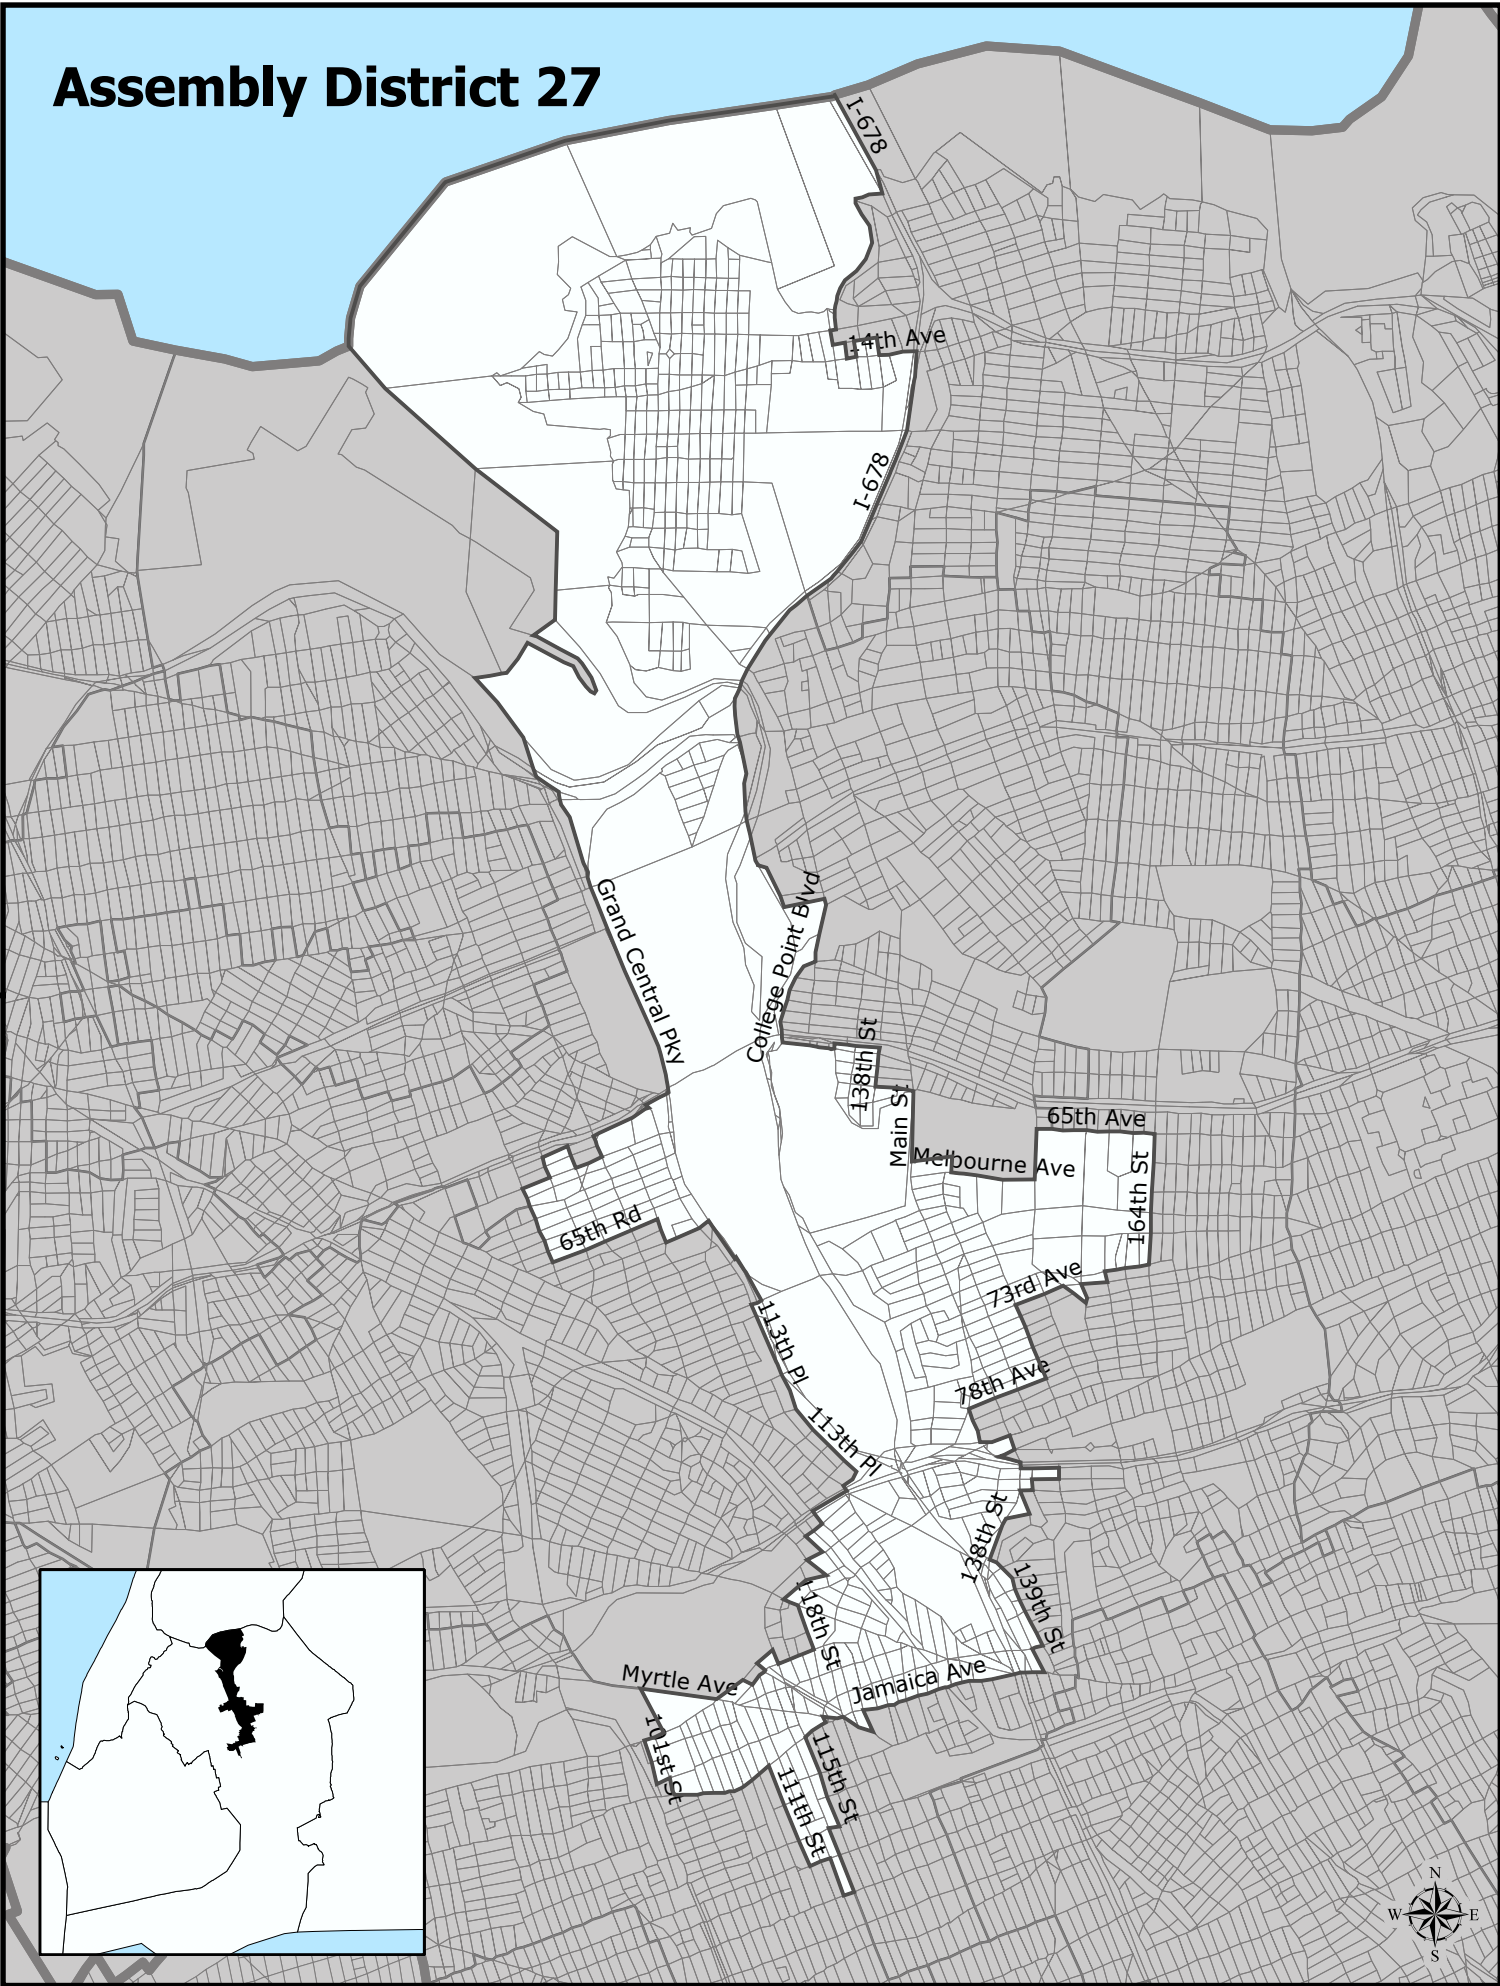 Assembly District 27
I-678
14th Ave
I-678
Grand Central Pky
College Point Blvd
138th St
Main St
65th Ave
Melbourne Ave
164th St
65th Rd
73rd Ave
113th Pl
78th Ave
113th Pl
138th St
139th St
118th St
Myrtle Ave
Jamaica Ave
101st St
115th St
111th St
N
W E
S